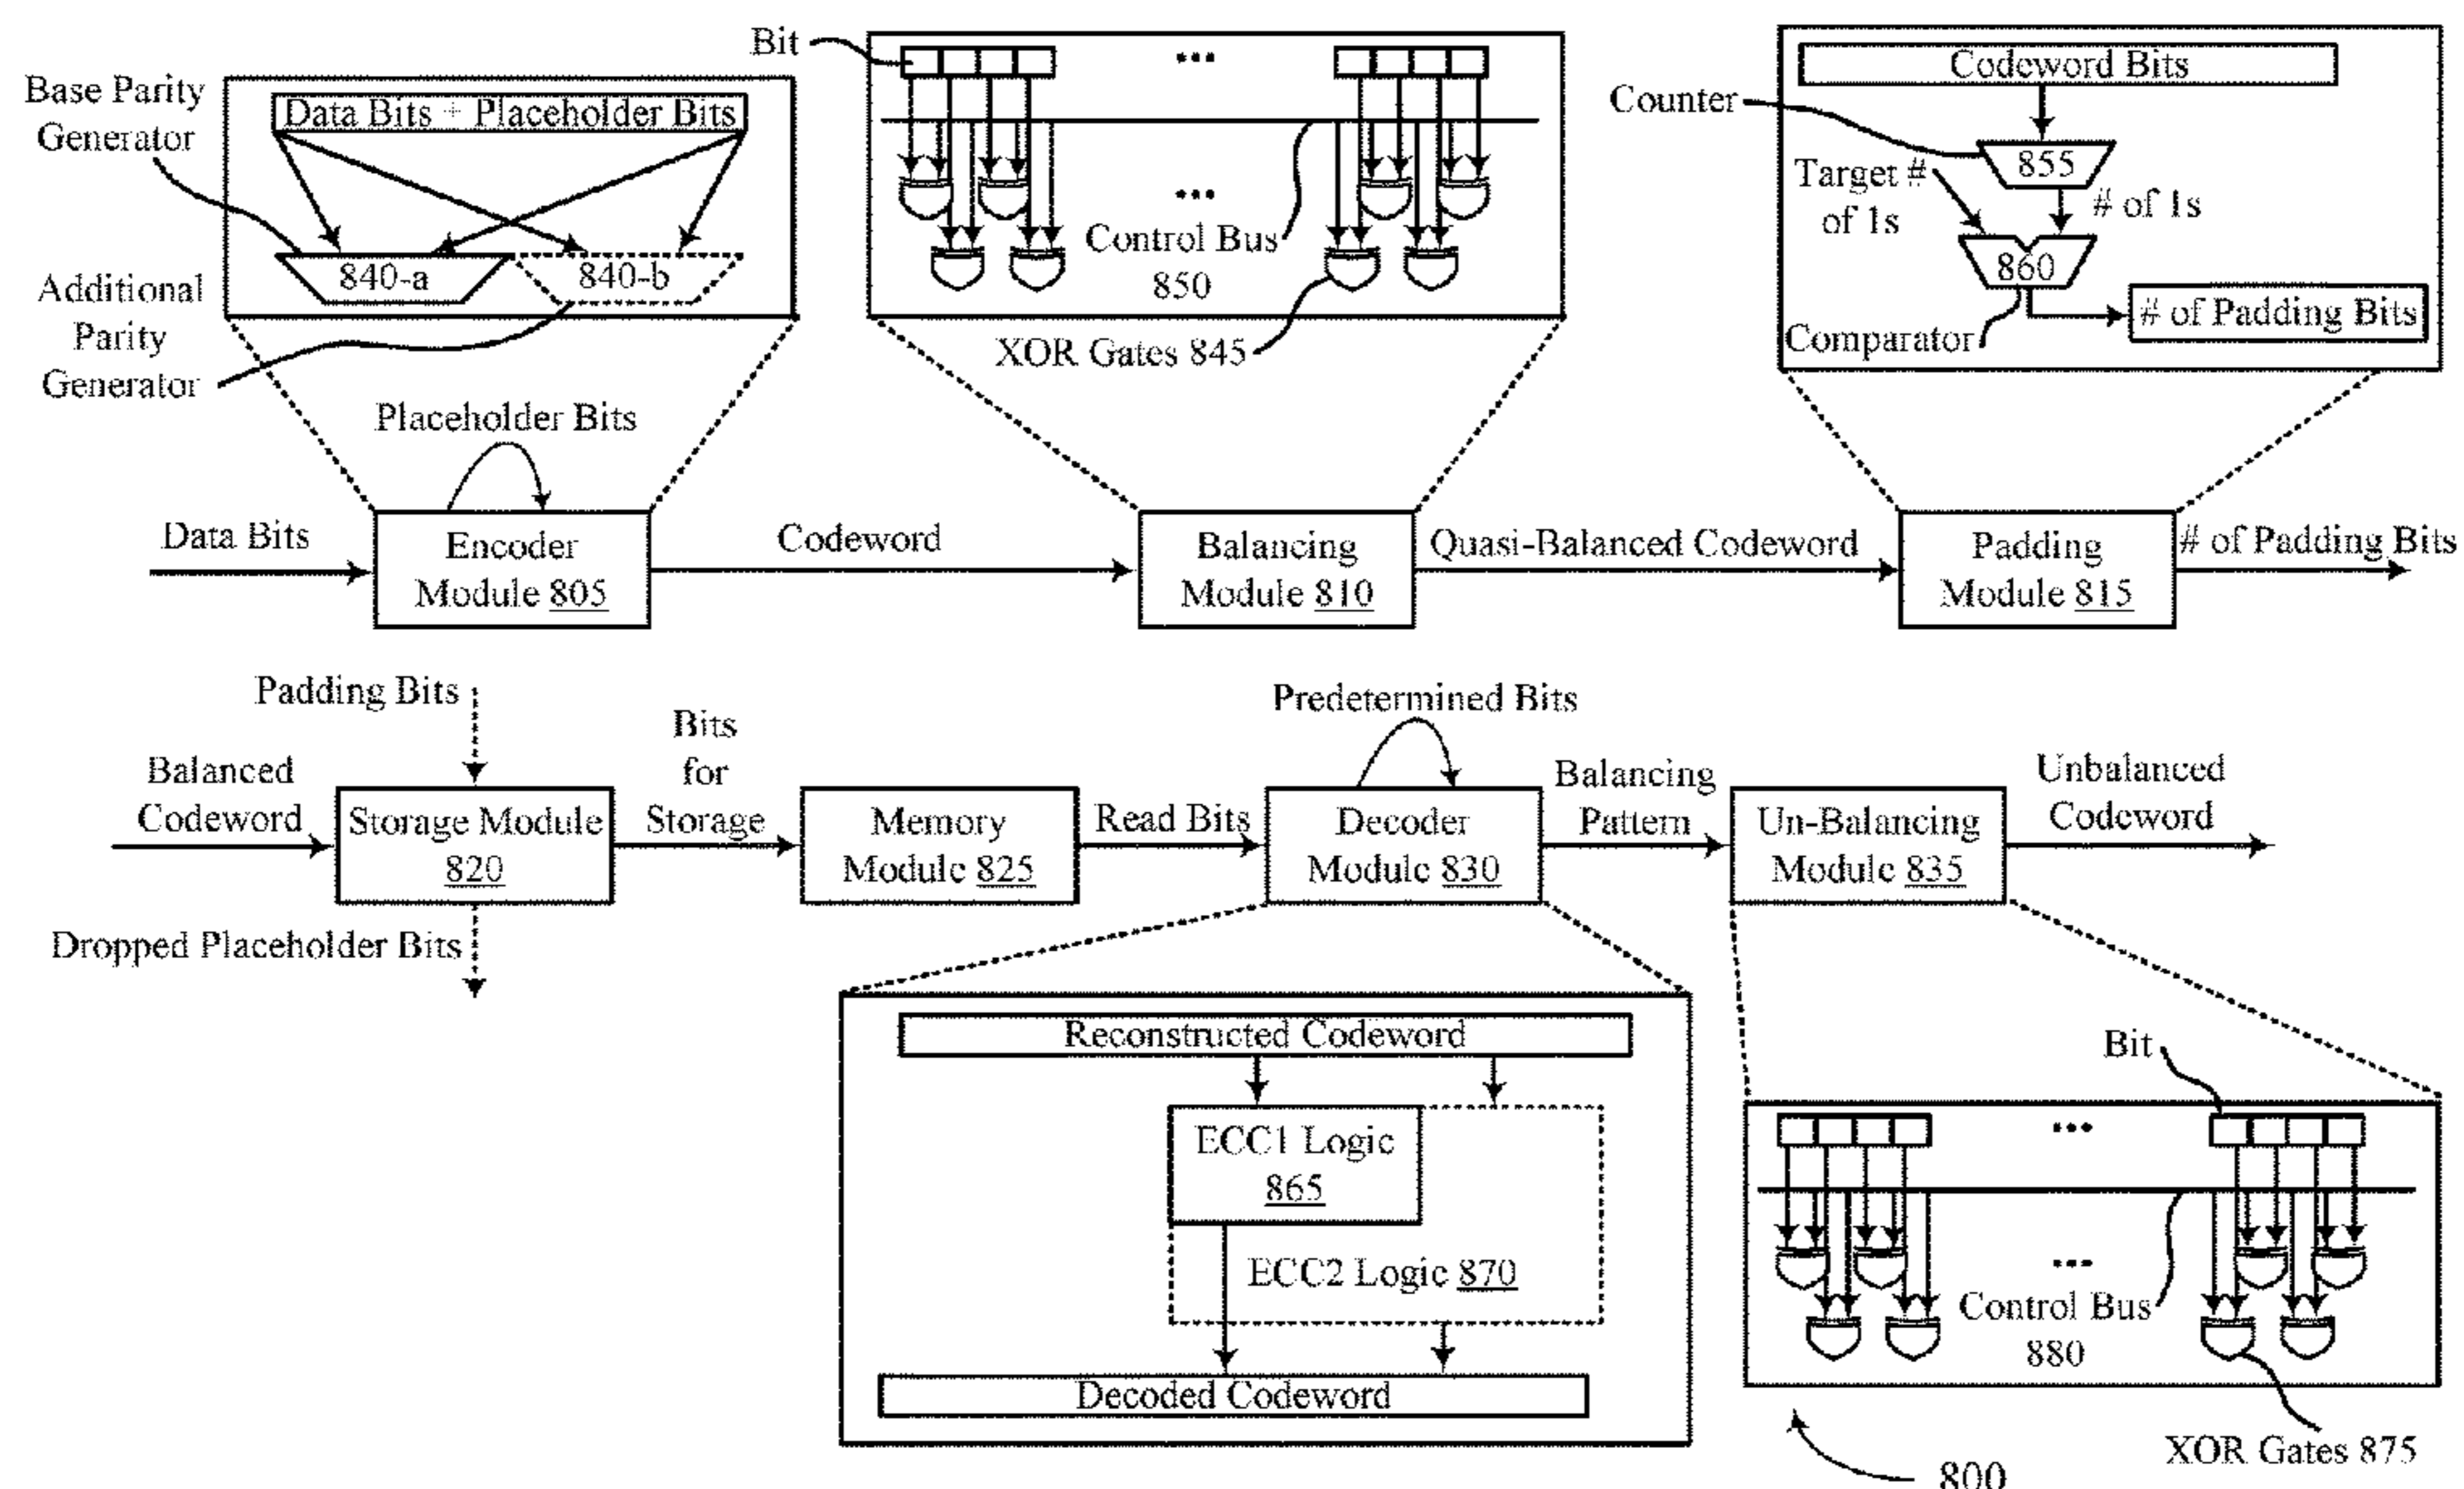 Bit
Base Parity
Generator
Data Bits + Placeholder Bits
840-a
840-b
Additional
Parity
Generator
...
...
Control Bus
850
XOR Gates 845
Codeword Bits
Counter
855
Target #
of 1s
# of 1s
860
# of Padding Bits
Comparator
Placeholder Bits
Data Bits
Encoder
Module 805
Codeword
Balancing
Module 810
Quasi-Balanced Codeword
Padding
Module 815
# of Padding Bits
Padding Bits
Balanced
Codeword
Storage Module
820
Dropped Placeholder Bits
Bits
for
Storage
Memory
Module 825
Read Bits
Predetermined Bits
Decoder
Module 830
Balancing
Pattern
Un-Balancing
Module 835
Unbalanced
Codeword
Reconstructed Codeword
ECC1 Logic
865
ECC2 Logic 870
Decoded Codeword
Bit
...
...
Control Bus
880
XOR Gates 875
800